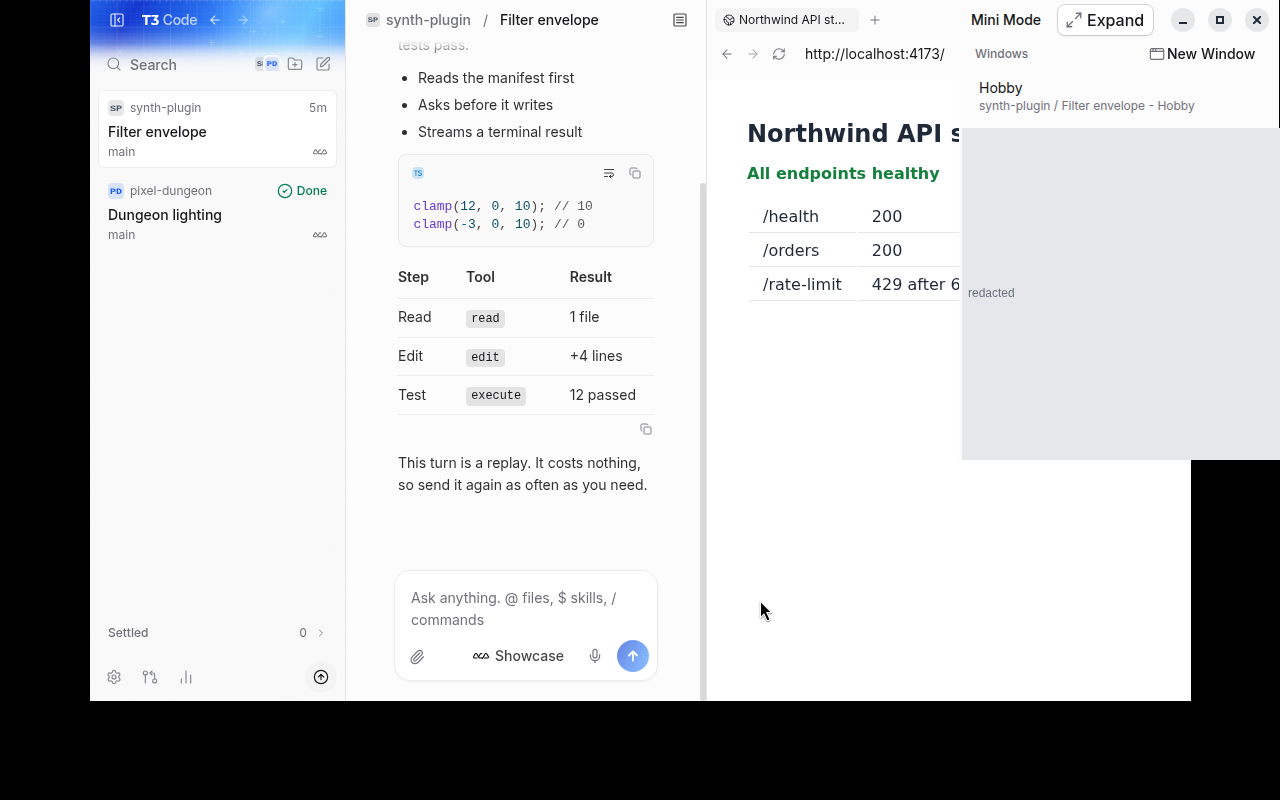 T3 Code
Search
SP
PD
SP synth-plugin 5m
Filter envelope
main
PD pixel-dungeon Done
Dungeon lighting
main
Settled 0
SP synth-plugin / Filter envelope
tests pass.
Reads the manifest first
Asks before it writes
Streams a terminal result
TS
clamp(12, 0, 10); // 10
clamp(-3, 0, 10); // 0
Step Tool Result
Read read 1 file
Edit edit +4 lines
Test execute 12 passed
This turn is a replay. It costs nothing,
so send it again as often as you need.
Ask anything. @ files, $ skills, /
commands
Showcase
Northwind API st...
http://localhost:4173/
Northwind API s
All endpoints healthy
/health 200
/orders 200
/rate-limit 429 after 6
Mini Mode Expand
Windows New Window
Hobby
synth-plugin / Filter envelope - Hobby
redacted